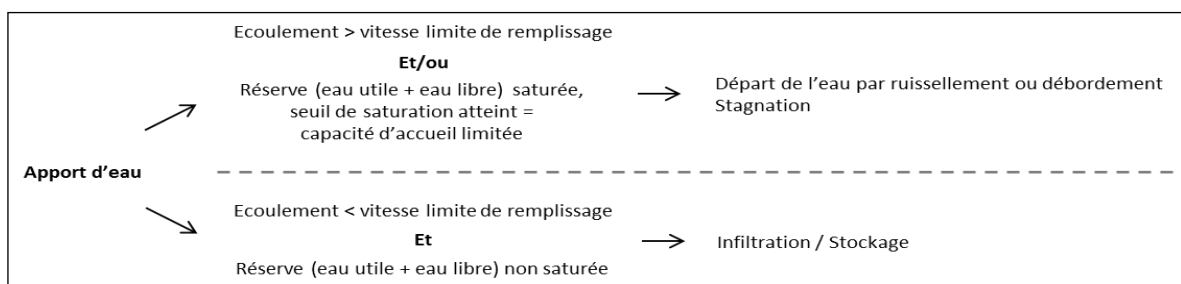 Ecoulement > vitesse limite de remplissage
Et/ou
Réserve (eau utile + eau libre) saturée,
seuil de saturation atteint =
capacité d'accueil limitée
Départ de l'eau par ruissellement ou débordement
Stagnation
Apport d'eau
Ecoulement < vitesse limite de remplissage
Et
Réserve (eau utile + eau libre) non saturée
Infiltration / Stockage